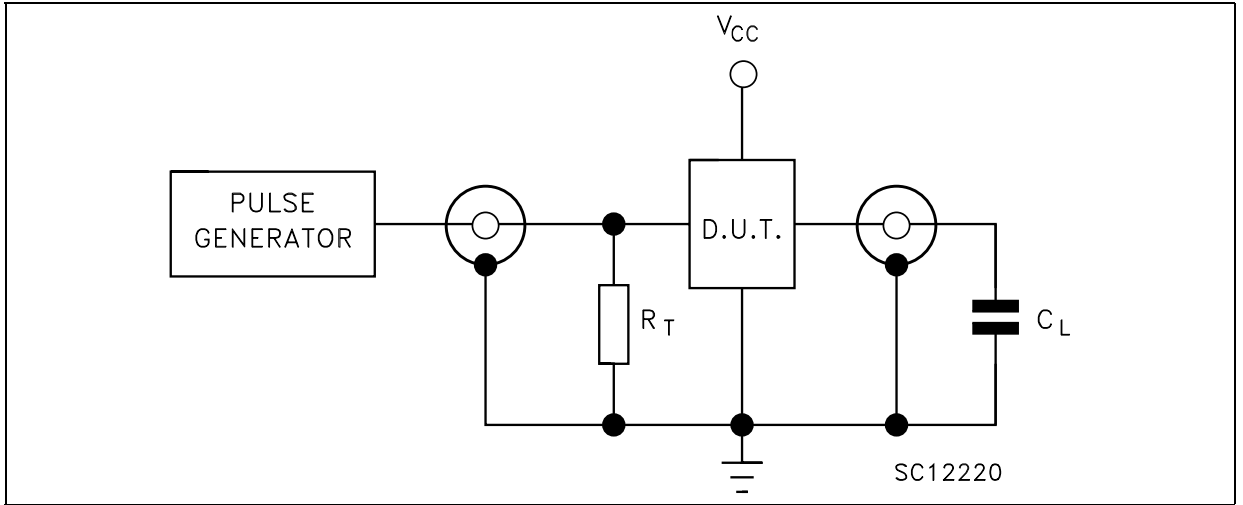 VCC
PULSE
GENERATOR
D.U.T.
RT
CL
SC12220